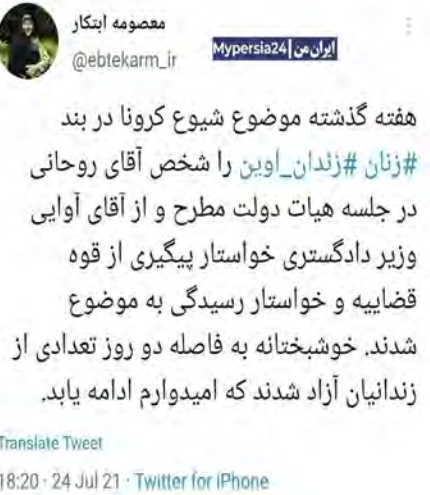 معصومه ابتکار
@ebtekarm_ir
ایران من | Mypersia24
هفته گذشته موضوع شیوع کرونا در بند
#زنان #زندان_اوین را شخص آقای روحانی
در جلسه هیات دولت مطرح و از آقای آوایی
وزیر دادگستری خواستار پیگیری از قوه
قضاییه و خواستار رسیدگی به موضوع
شدند. خوشبختانه به فاصله دو روز تعدادی از
زندانیان آزاد شدند که امیدوارم ادامه یابد.
Translate Tweet
18:20 · 24 Jul 21 · Twitter for iPhone